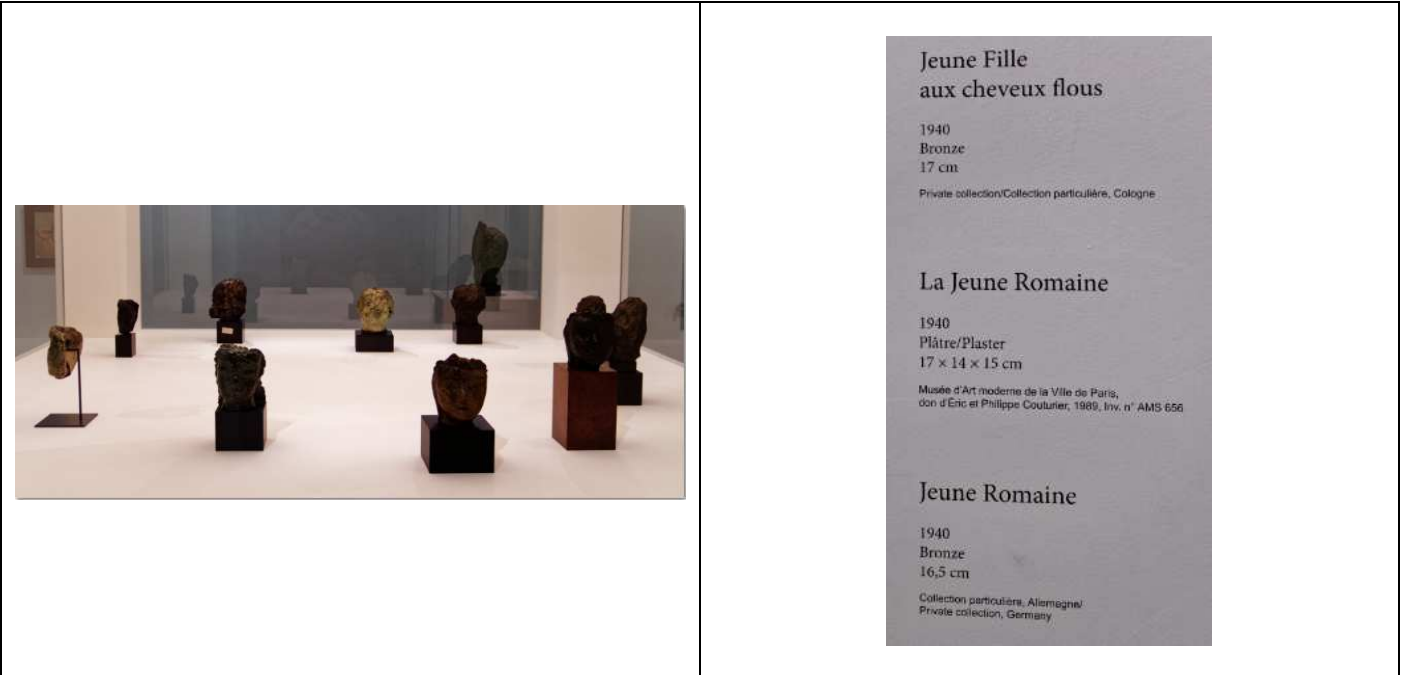 Jeune Fille
aux cheveux flous
1940
Bronze
17 cm
Private collection/Collection particulière, Cologne
La Jeune Romaine
1940
Plâtre/Plaster
17 × 14 × 15 cm
Musée d'Art moderne de la Ville de Paris,
don d'Éric et Philippe Couturier, 1989, Inv. n° AMS 656
Jeune Romaine
1940
Bronze
16,5 cm
Collection particulière, Allemagne/
Private collection, Germany